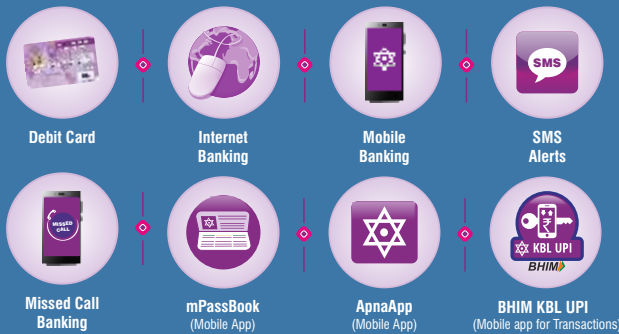 SMS
Debit Card
Internet
Banking
Mobile
Banking
SMS
Alerts
MISSED
CALL
₹
KBL UPI
BHIM
Missed Call
Banking
mPassBook
(Mobile App)
ApnaApp
(Mobile App)
BHIM KBL UPI
(Mobile app for Transactions)